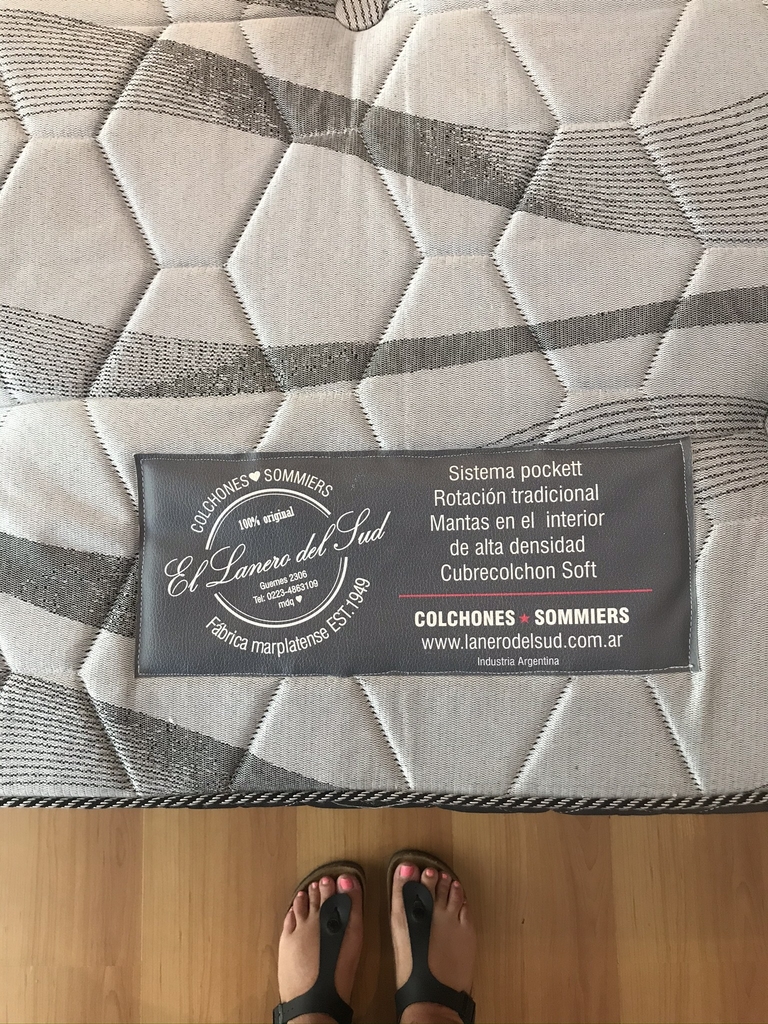 COLCHONES♥SOMMIERS
100% original
El Lanero del Sud
Guemes 2306
Tel: 0223-4863109
mdq ♥
Fábrica marplatense EST.1949
Sistema pockett
Rotación tradicional
Mantas en el interior
de alta densidad
Cubrecolchon Soft
COLCHONES★SOMMIERS
www.lanerodelsud.com.ar
Industria Argentina